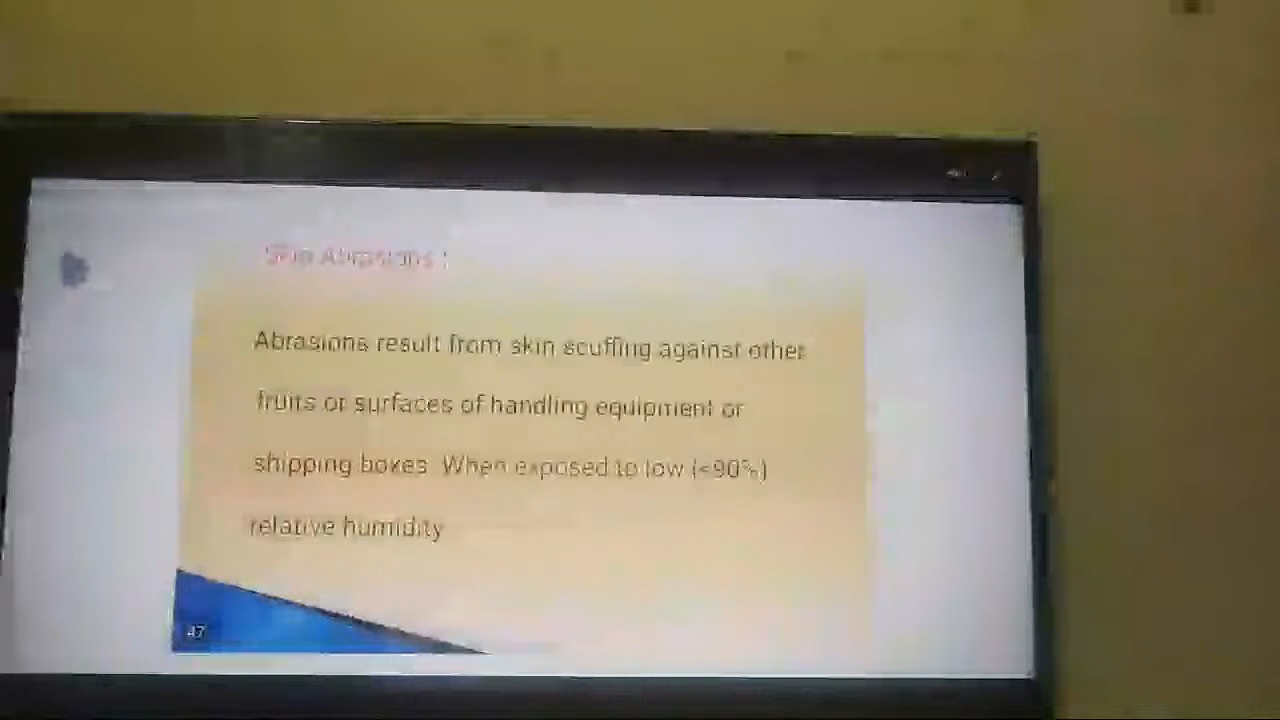 Skin Abrasions :
Abrasions result from skin scuffing against other
fruits or surfaces of handling equipment or
shipping boxes. When exposed to low (<90%)
relative humidity
47